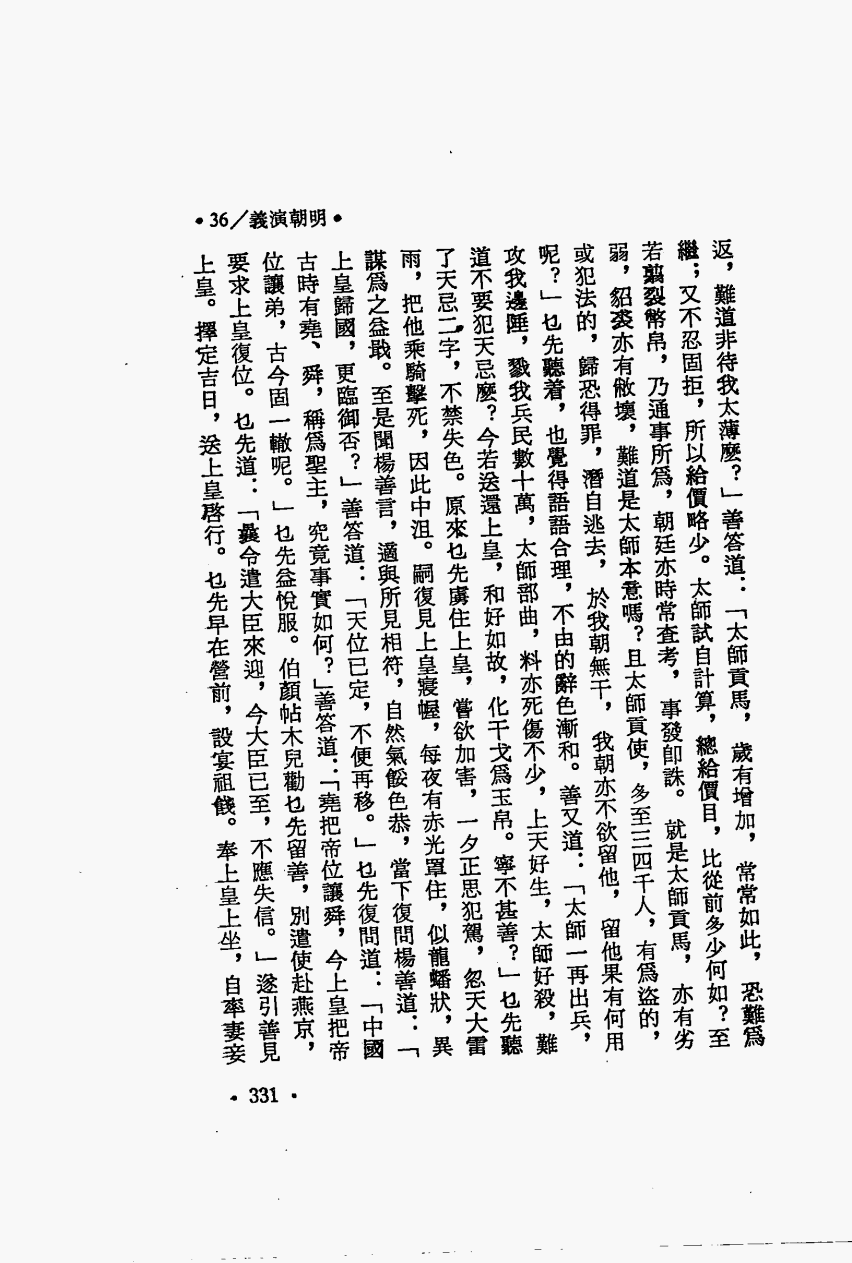 •36／義演朝明•
返，難道非待我太薄麼？」善答道：「太師貢馬，歲有增加，常常如此，恐難爲
繼；又不忍固拒，所以給價略少。太師試自計算，總給價目，比從前多少何如？至
若翦裂幣帛，乃通事所爲，朝廷亦時常查考，事發卽誅。就是太師貢馬，亦有劣
弱，貂裘亦有敝壞，難道是太師本意嗎？且太師貢使，多至三四千人，有爲盜的，
或犯法的，歸恐得罪，潛自逃去，於我朝無干，我朝亦不欲留他，留他果有何用
呢？」也先聽着，也覺得語語合理，不由的辭色漸和。善又道：「太師一再出兵，
攻我邊陲，戮我兵民數十萬，太師部曲，料亦死傷不少，上天好生，太師好殺，難
道不要犯天忌麼？今若送還上皇，和好如故，化干戈爲玉帛。寧不甚善？」也先聽
了天忌二字，不禁失色。原來也先虜住上皇，嘗欲加害，一夕正思犯駕，忽天大雷
雨，把他乘騎擊死，因此中沮。嗣復見上皇寢幄，每夜有赤光罩住，似龍蟠狀，異
謀爲之益戢。至是聞楊善言，適與所見相符，自然氣餒色恭，當下復問楊善道：「
上皇歸國，更臨御否？」善答道：「天位已定，不便再移。」也先復問道：「中國
古時有堯、舜，稱爲聖主，究竟事實如何？」善答道：「堯把帝位讓舜，今上皇把帝
位讓弟，古今固一轍呢。」也先益悅服。伯顏帖木兒勸也先留善，別遣使赴燕京，
要求上皇復位。也先道：「曩令遣大臣來迎，今大臣已至，不應失信。」遂引善見
上皇。擇定吉日，送上皇啓行。也先早在營前，設宴祖餞。奉上皇上坐，自率妻妾
•331•